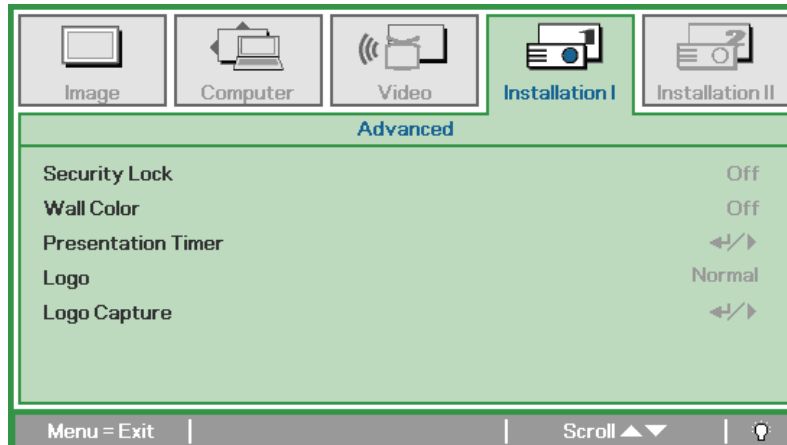 Image Computer Video Installation I Installation II
Advanced
Security Lock Off
Wall Color Off
Presentation Timer ↵/▶
Logo Normal
Logo Capture ↵/▶
Menu = Exit Scroll ▲▼